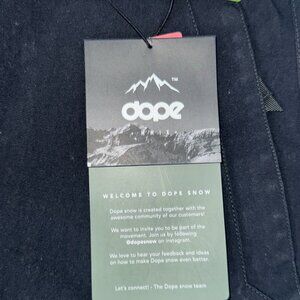 TM
dope
WELCOME TO DOPE SNOW
Dope snow is created together with the
awesome community of our customers!
We want to invite you to be part of the
movement. Join us by following
@dopesnow on instagram.
We love to hear your feedback and ideas
on how to make Dope snow even better.
Let's connect! - The Dope snow team